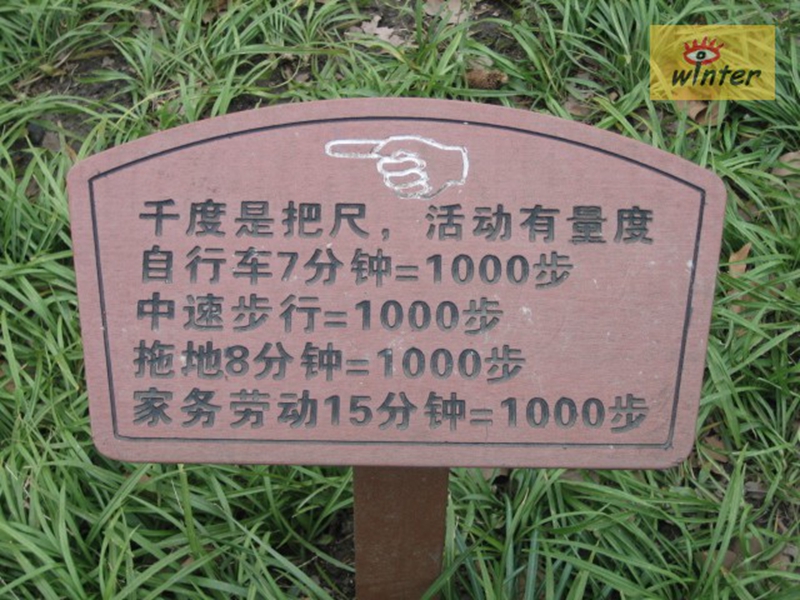 winter
千度是把尺，活动有量度
自行车7分钟=1000步
中速步行=1000步
拖地8分钟=1000步
家务劳动15分钟=1000步